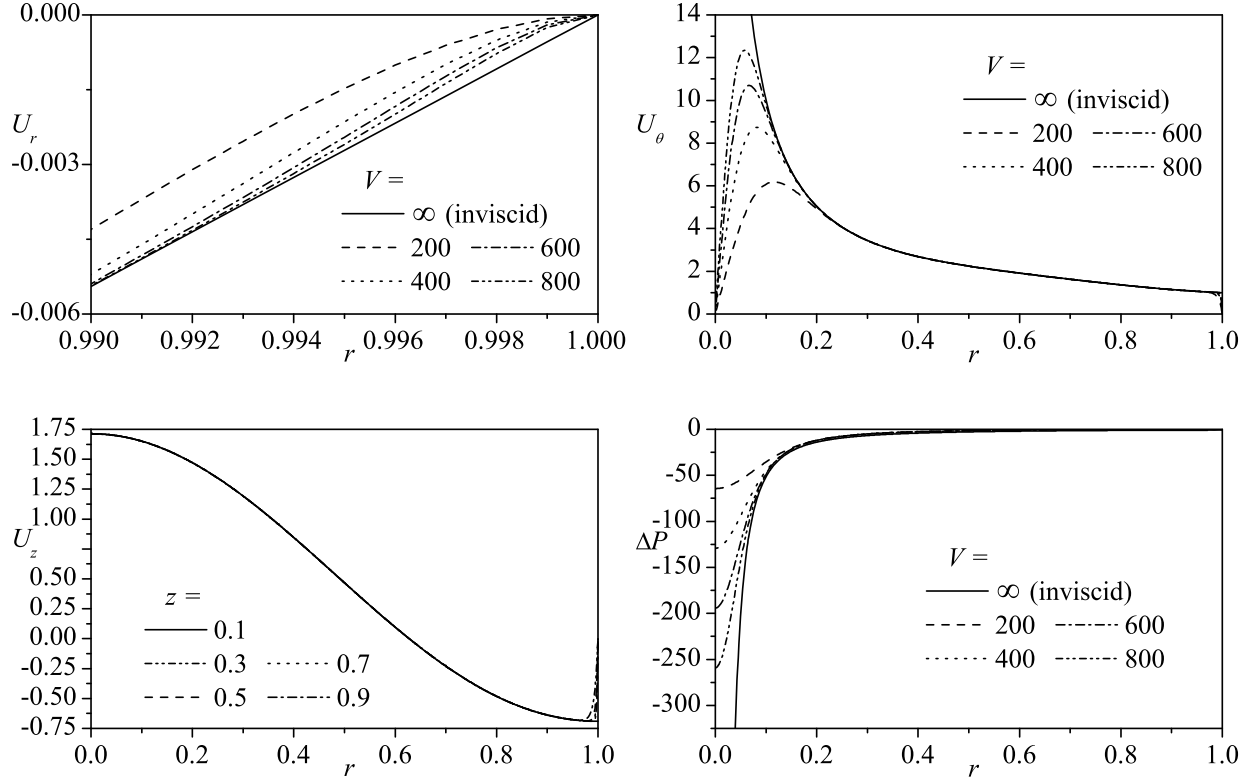 0.000
-0.003
-0.006
U_r
V =
∞ (inviscid)
200 600
400 800
0.990 0.992 0.994 0.996 0.998 1.000
r
14
12
10
8
6
4
2
0
U_θ
V =
∞ (inviscid)
200 600
400 800
0.0 0.2 0.4 0.6 0.8 1.0
r
1.75
1.50
1.25
1.00
0.50
0.25
0.00
-0.25
-0.50
-0.75
U_z
z =
0.1
0.3 0.7
0.5 0.9
0.0 0.2 0.4 0.6 0.8 1.0
r
0
-50
-100
-150
-200
-250
-300
ΔP
V =
∞ (inviscid)
200 600
400 800
0.0 0.2 0.4 0.6 0.8 1.0
r